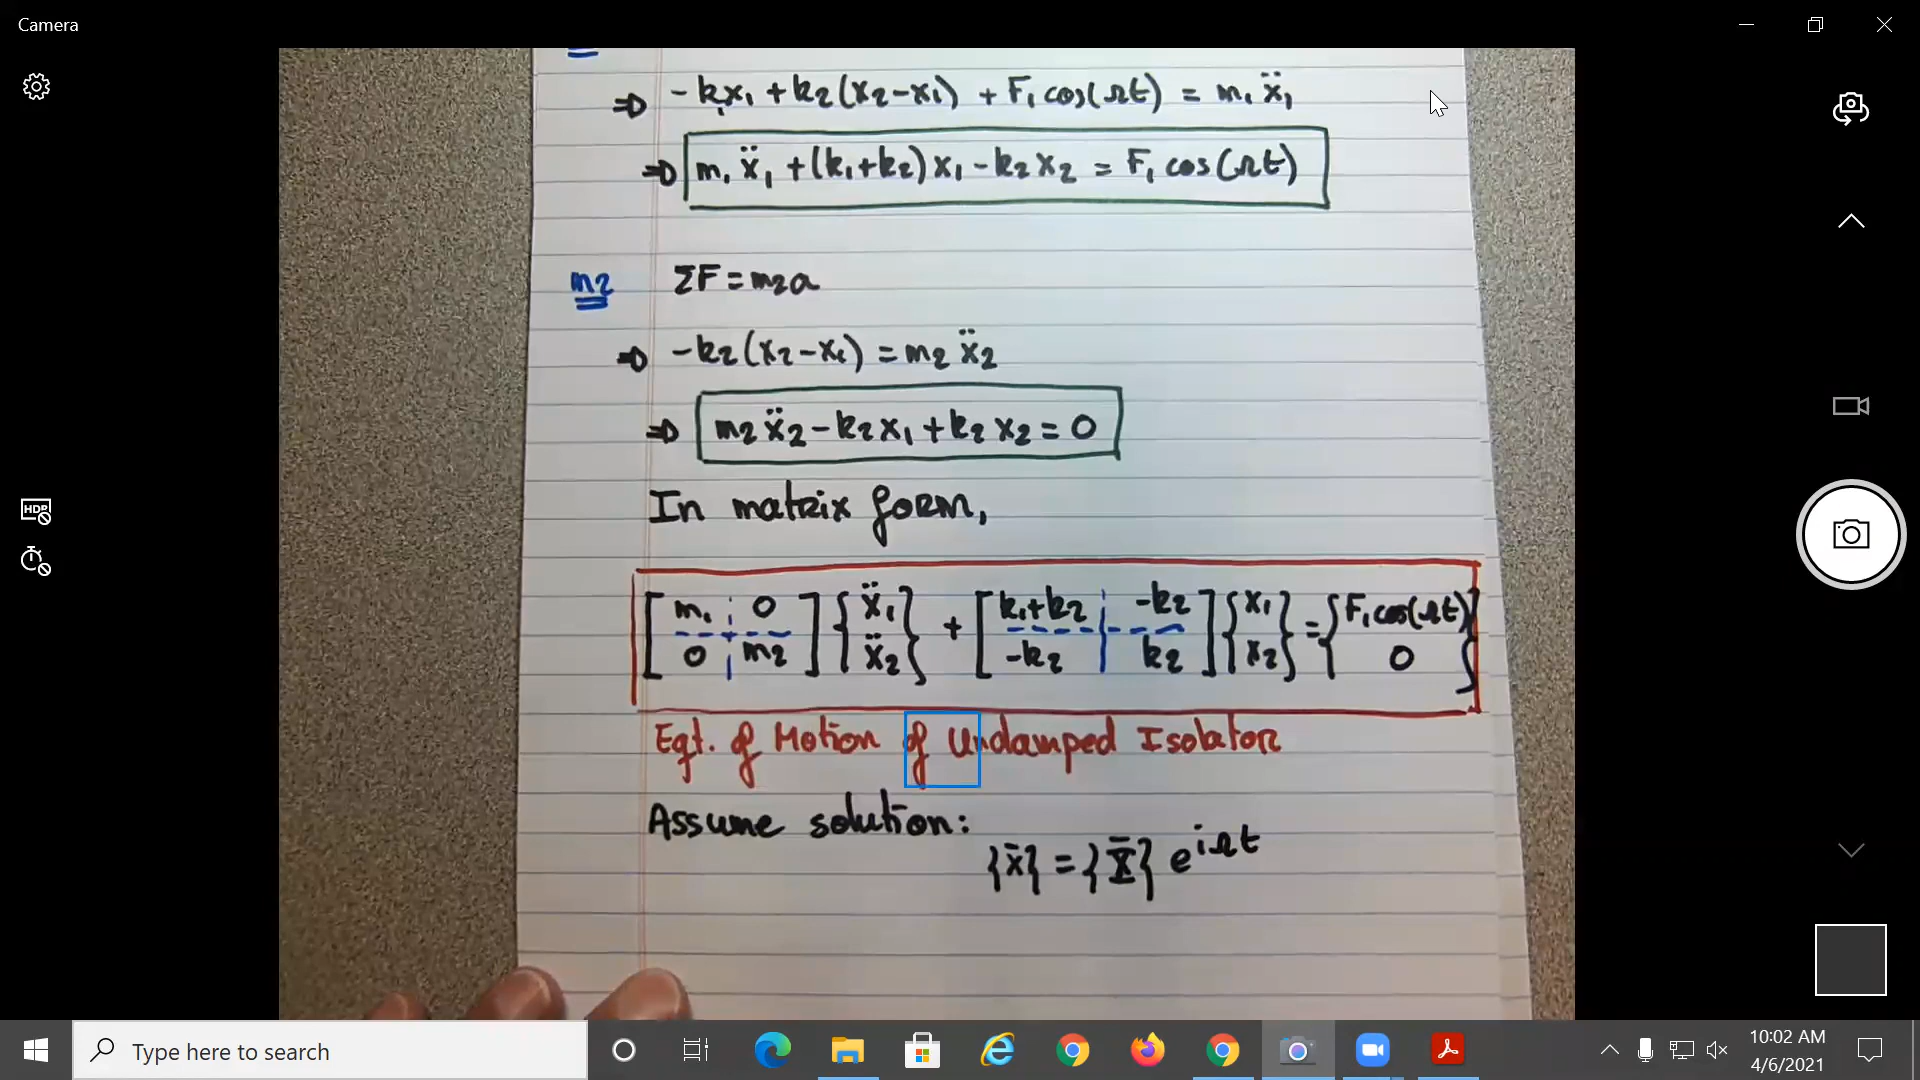 Camera
⇒ -k₁x₁ + k₂(x₂-x₁) + F₁cos(Ωt) = m₁ẍ₁
⇒ m₁ẍ₁ + (k₁+k₂)x₁ - k₂x₂ = F₁cos(Ωt)
m₂ ΣF = m₂a
⇒ -k₂(x₂-x₁) = m₂ẍ₂
⇒ m₂ẍ₂ - k₂x₁ + k₂x₂ = 0
In matrix form,
[m₁ 0; 0 m₂]{ẍ₁; ẍ₂} + [k₁+k₂ -k₂; -k₂ k₂]{x₁; x₂} = {F₁cos(Ωt); 0}
Eqt. of Motion of Undamped Isolator
Assume solution:
{x̄} = {X̄} e^{iΩt}
HDR
Type here to search
10:02 AM
4/6/2021